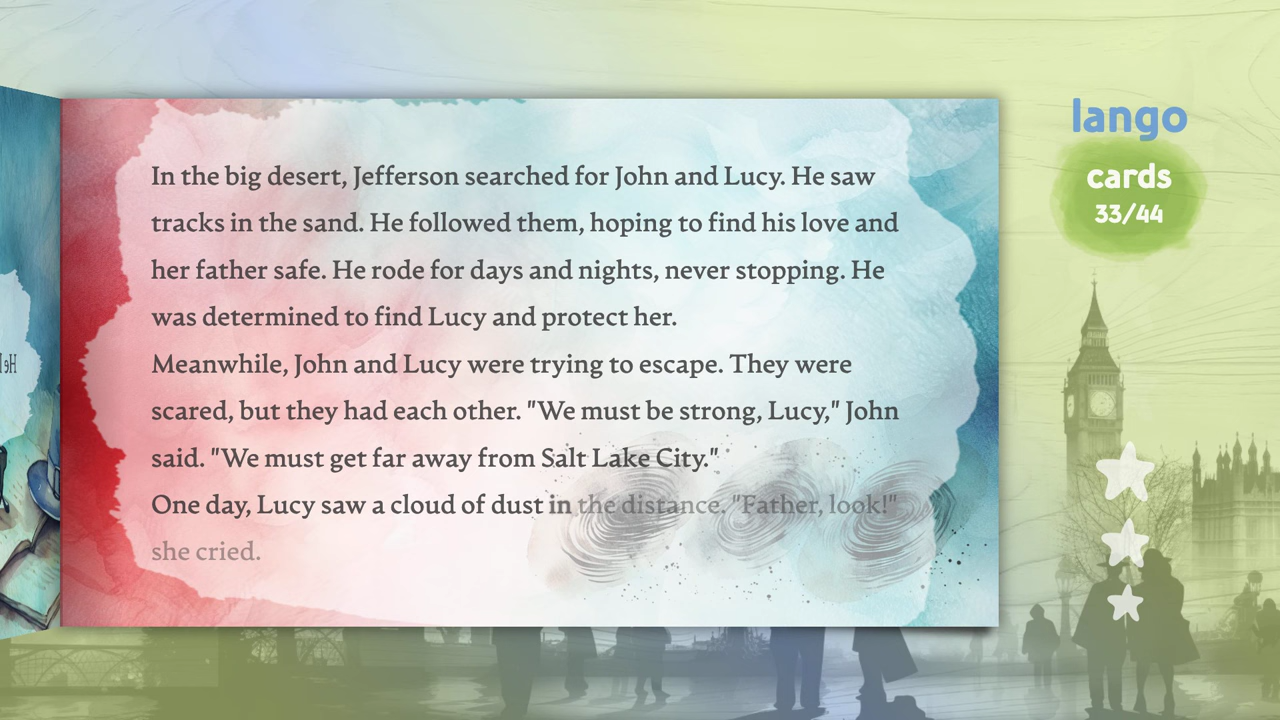 In the big desert, Jefferson searched for John and Lucy. He saw
tracks in the sand. He followed them, hoping to find his love and
her father safe. He rode for days and nights, never stopping. He
was determined to find Lucy and protect her.
Meanwhile, John and Lucy were trying to escape. They were
scared, but they had each other. "We must be strong, Lucy," John
said. "We must get far away from Salt Lake City."
One day, Lucy saw a cloud of dust in the distance. "Father, look!"
she cried.
lango
cards
33/44